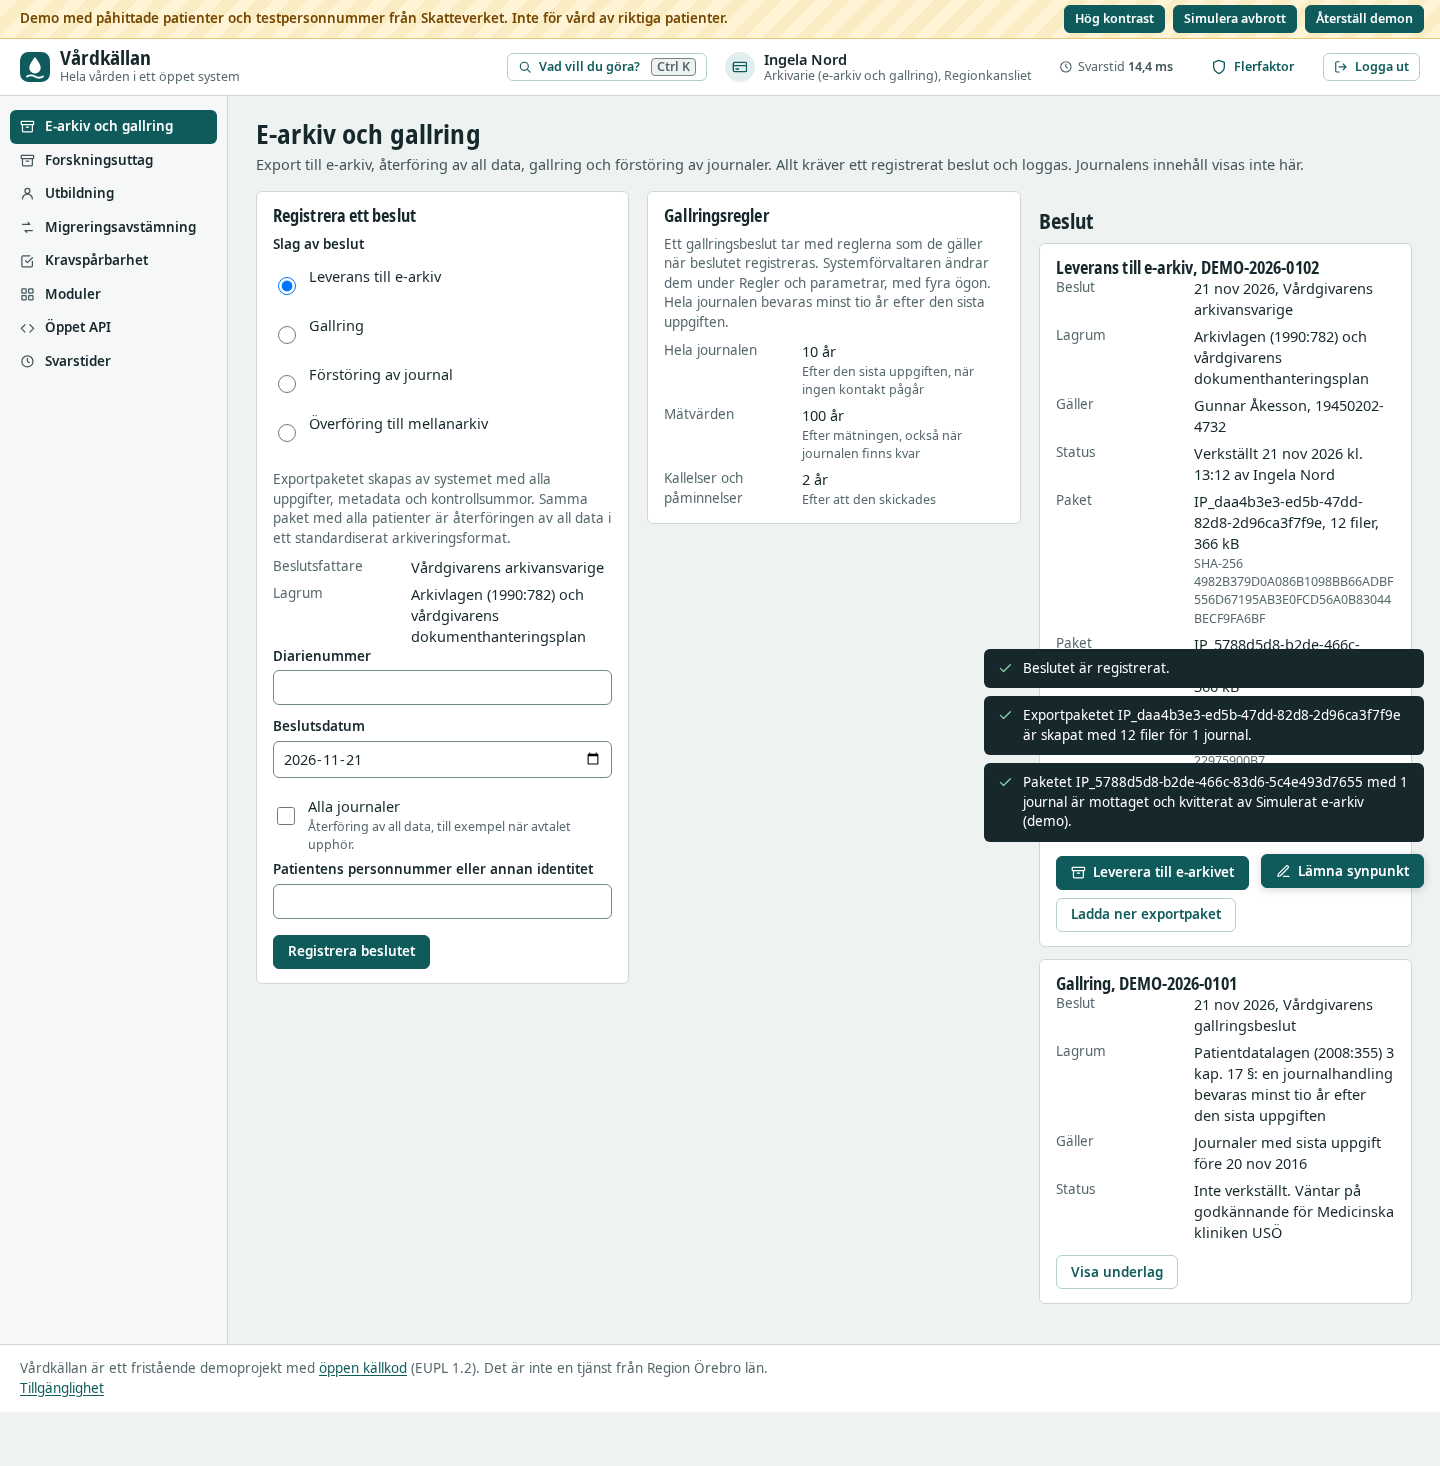 Demo med påhittade patienter och testpersonnummer från Skatteverket. Inte för vård av riktiga patienter.
Hög kontrast
Simulera avbrott
Återställ demon
Vårdkällan
Hela vården i ett öppet system
Vad vill du göra? Ctrl K
Ingela Nord
Arkivarie (e-arkiv och gallring), Regionkansliet
Svarstid 14,4 ms
Flerfaktor
Logga ut
E-arkiv och gallring
Forskningsuttag
Utbildning
Migreringsavstämning
Kravspårbarhet
Moduler
Öppet API
Svarstider
E-arkiv och gallring
Export till e-arkiv, återföring av all data, gallring och förstöring av journaler. Allt kräver ett registrerat beslut och loggas. Journalens innehåll visas inte här.
Registrera ett beslut
Slag av beslut
Leverans till e-arkiv
Gallring
Förstöring av journal
Överföring till mellanarkiv
Exportpaketet skapas av systemet med alla
uppgifter, metadata och kontrollsummor. Samma
paket med alla patienter är återföringen av all data i
ett standardiserat arkiveringsformat.
Beslutsfattare
Vårdgivarens arkivansvarige
Lagrum
Arkivlagen (1990:782) och
vårdgivarens
dokumenthanteringsplan
Diarienummer
Beslutsdatum
2026-11-21
Alla journaler
Återföring av all data, till exempel när avtalet
upphör.
Patientens personnummer eller annan identitet
Registrera beslutet
Gallringsregler
Ett gallringsbeslut tar med reglerna som de gäller
när beslutet registreras. Systemförvaltaren ändrar
dem under Regler och parametrar, med fyra ögon.
Hela journalen bevaras minst tio år efter den sista
uppgiften.
Hela journalen
10 år
Efter den sista uppgiften, när
ingen kontakt pågår
Mätvärden
100 år
Efter mätningen, också när
journalen finns kvar
Kallelser och
påminnelser
2 år
Efter att den skickades
Beslut
Leverans till e-arkiv, DEMO-2026-0102
Beslut
21 nov 2026, Vårdgivarens
arkivansvarige
Lagrum
Arkivlagen (1990:782) och
vårdgivarens
dokumenthanteringsplan
Gäller
Gunnar Åkesson, 19450202-
4732
Status
Verkställt 21 nov 2026 kl.
13:12 av Ingela Nord
Paket
IP_daa4b3e3-ed5b-47dd-
82d8-2d96ca3f7f9e, 12 filer,
366 kB
SHA-256
4982B379D0A086B1098BB66ADBF
556D67195AB3E0FCD56A0B83044
BECF9FA6BF
Paket
IP_5788d5d8-b2de-466c-
Beslutet är registrerat.
Exportpaketet IP_daa4b3e3-ed5b-47dd-82d8-2d96ca3f7f9e
är skapat med 12 filer för 1 journal.
22975900B7
Paketet IP_5788d5d8-b2de-466c-83d6-5c4e493d7655 med 1
journal är mottaget och kvitterat av Simulerat e-arkiv
(demo).
Leverera till e-arkivet
Lämna synpunkt
Ladda ner exportpaket
Gallring, DEMO-2026-0101
Beslut
21 nov 2026, Vårdgivarens
gallringsbeslut
Lagrum
Patientdatalagen (2008:355) 3
kap. 17 §: en journalhandling
bevaras minst tio år efter
den sista uppgiften
Gäller
Journaler med sista uppgift
före 20 nov 2016
Status
Inte verkställt. Väntar på
godkännande för Medicinska
kliniken USÖ
Visa underlag
Vårdkällan är ett fristående demoprojekt med öppen källkod (EUPL 1.2). Det är inte en tjänst från Region Örebro län.
Tillgänglighet